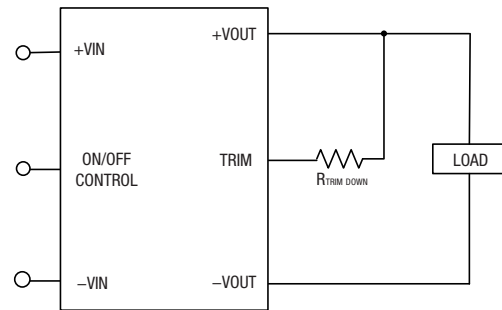 +VOUT
+VIN
ON/OFF
CONTROL
TRIM
LOAD
RTRIM DOWN
−VIN
−VOUT